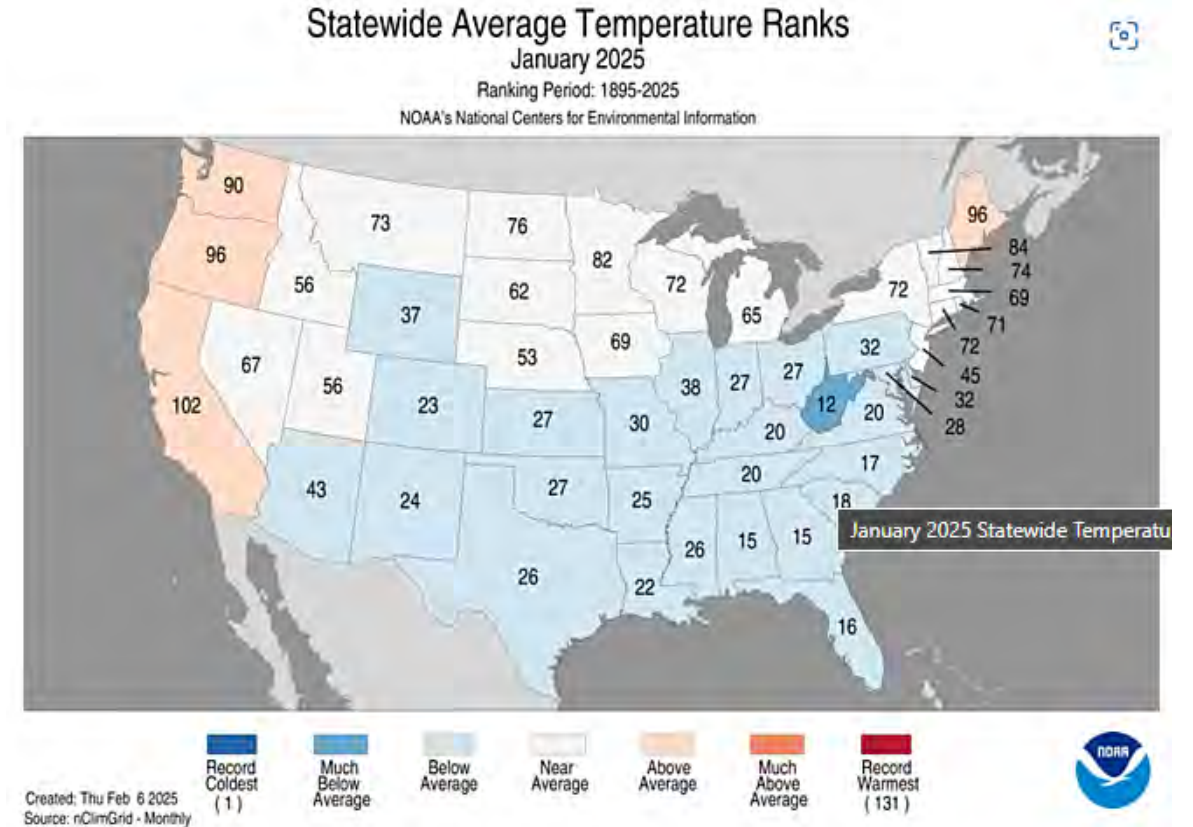 Statewide Average Temperature Ranks
January 2025
Ranking Period: 1895-2025
NOAA's National Centers for Environmental Information
90
96
73
76
84
96
82
74
56
62
72
72
69
37
65
71
53
69
67
32
72
56
38
27
27
45
102
23
12
32
27
30
20
20
28
20
17
43
24
27
25
18
January 2025 Statewide Temperatu
26
15
15
26
22
16
Record
Coldest
( 1 )
Much
Below
Average
Below
Average
Near
Average
Above
Average
Much
Above
Average
Record
Warmest
( 131 )
NOAA
Created: Thu Feb 6 2025
Source: nClimGrid - Monthly